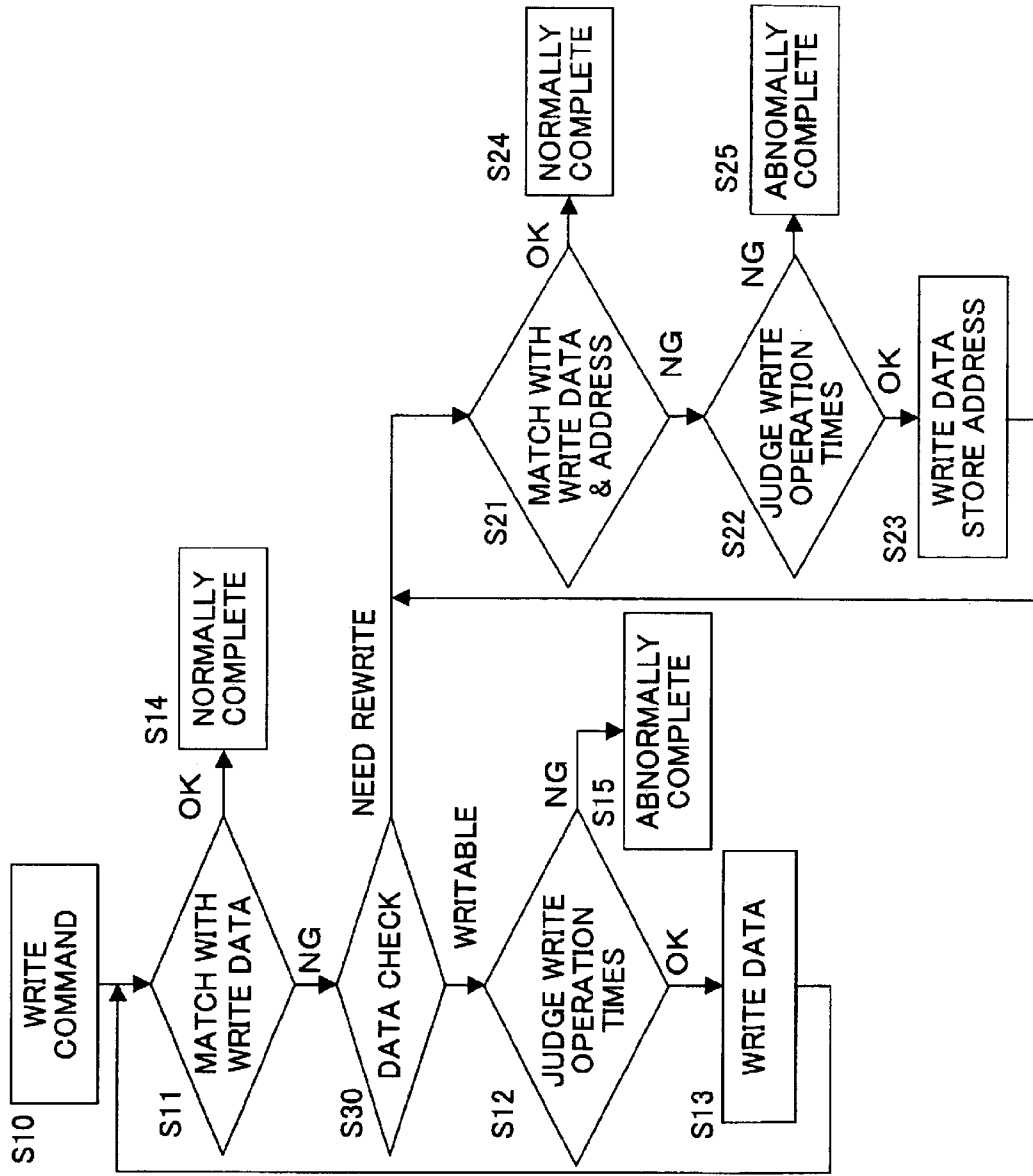 S10
WRITE
COMMAND
S11
MATCH WITH
WRITE DATA
OK
S14
NORMALLY
COMPLETE
NG
S30
DATA CHECK
NEED REWRITE
WRITABLE
S12
JUDGE WRITE
OPERATION
TIMES
NG
S15
ABNORMALLY
COMPLETE
OK
S13
WRITE DATA
S21
MATCH WITH
WRITE DATA
& ADDRESS
OK
S24
NORMALLY
COMPLETE
NG
S22
JUDGE WRITE
OPERATION
TIMES
NG
S25
ABNOMALLY
COMPLETE
OK
S23
WRITE DATA
STORE ADDRESS